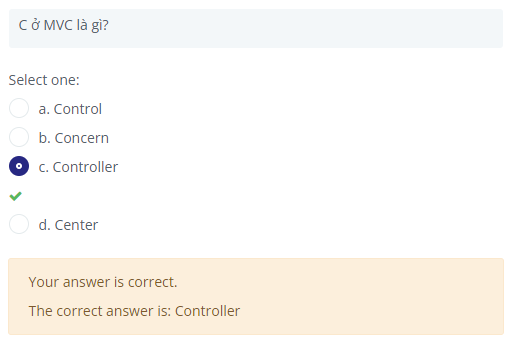 C ở MVC là gì?
Select one:
a. Control
b. Concern
c. Controller
d. Center
Your answer is correct.
The correct answer is: Controller